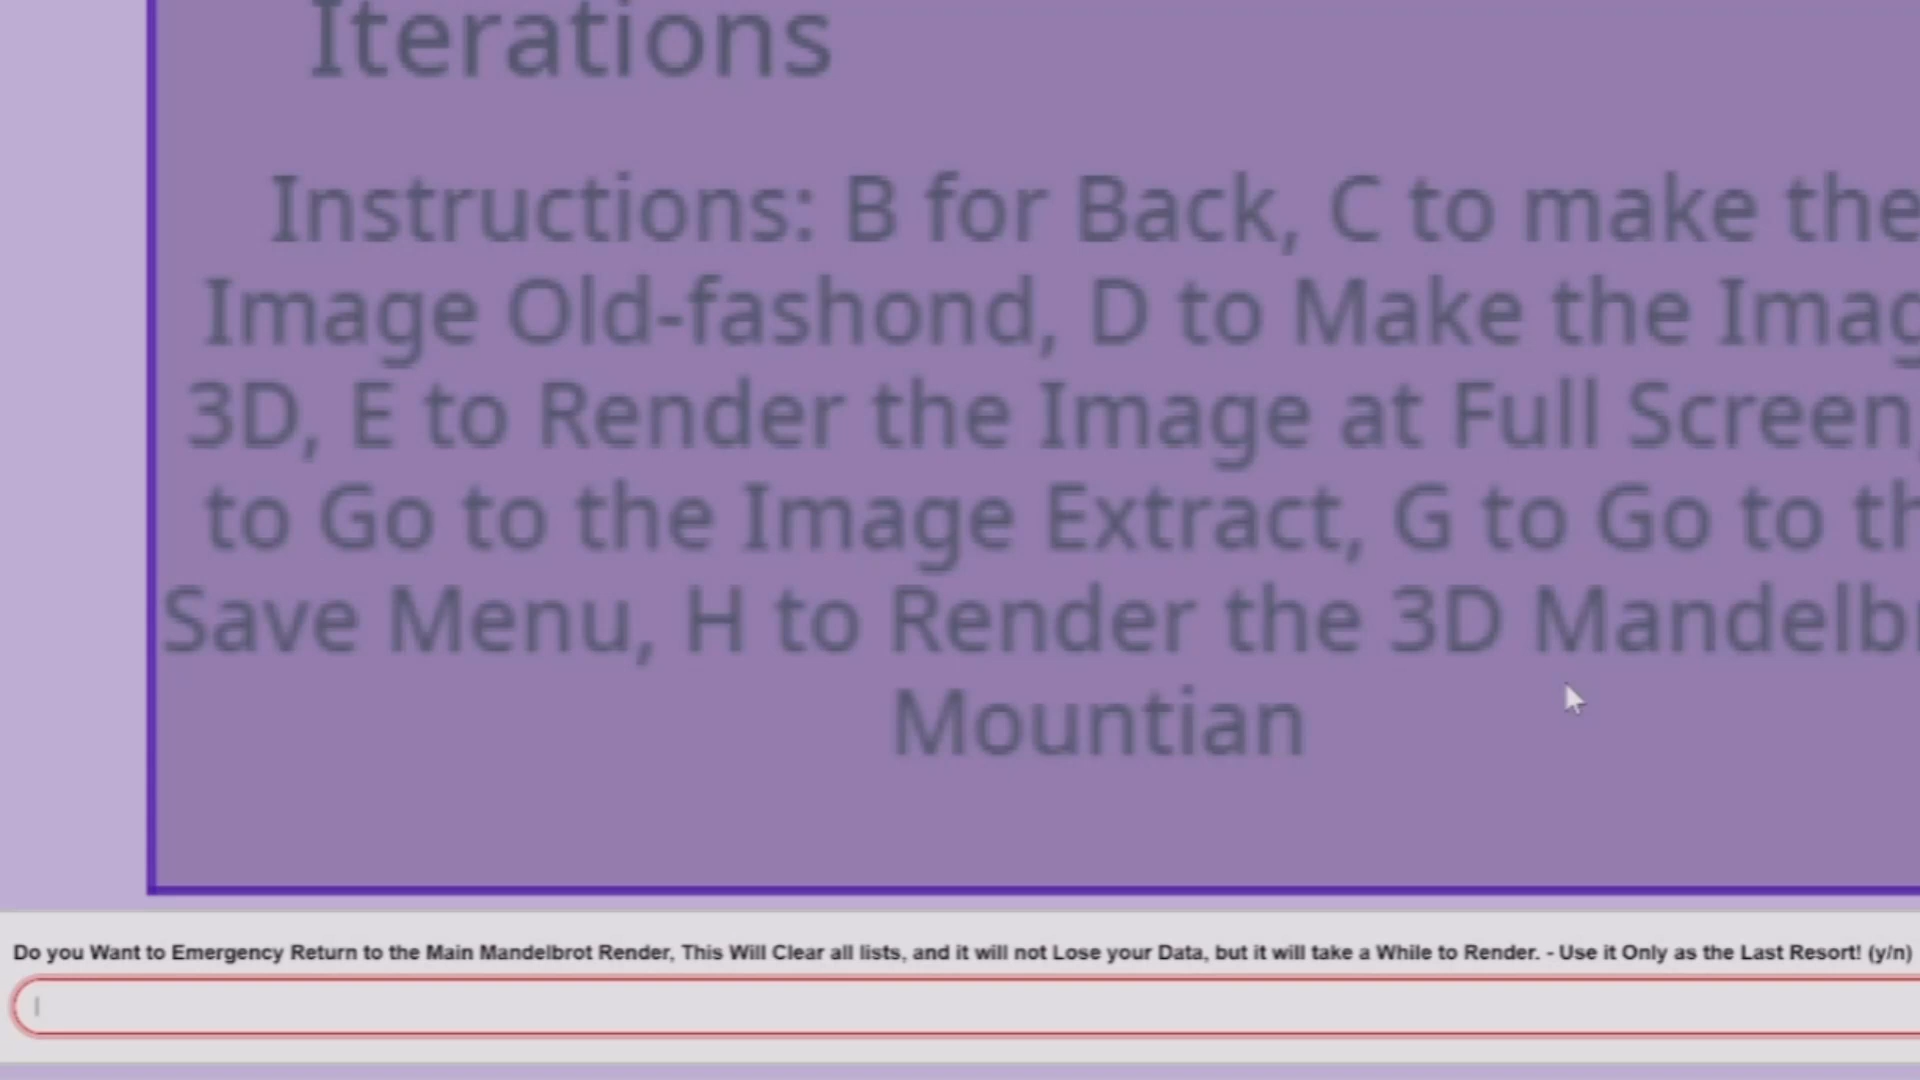 Iterations
Instructions: B for Back, C to make the
Image Old-fashond, D to Make the Imag
3D, E to Render the Image at Full Screen,
to Go to the Image Extract, G to Go to th
Save Menu, H to Render the 3D Mandelbr
Mountian
Do you Want to Emergency Return to the Main Mandelbrot Render, This Will Clear all lists, and it will not Lose your Data, but it will take a While to Render. - Use it Only as the Last Resort! (y/n)